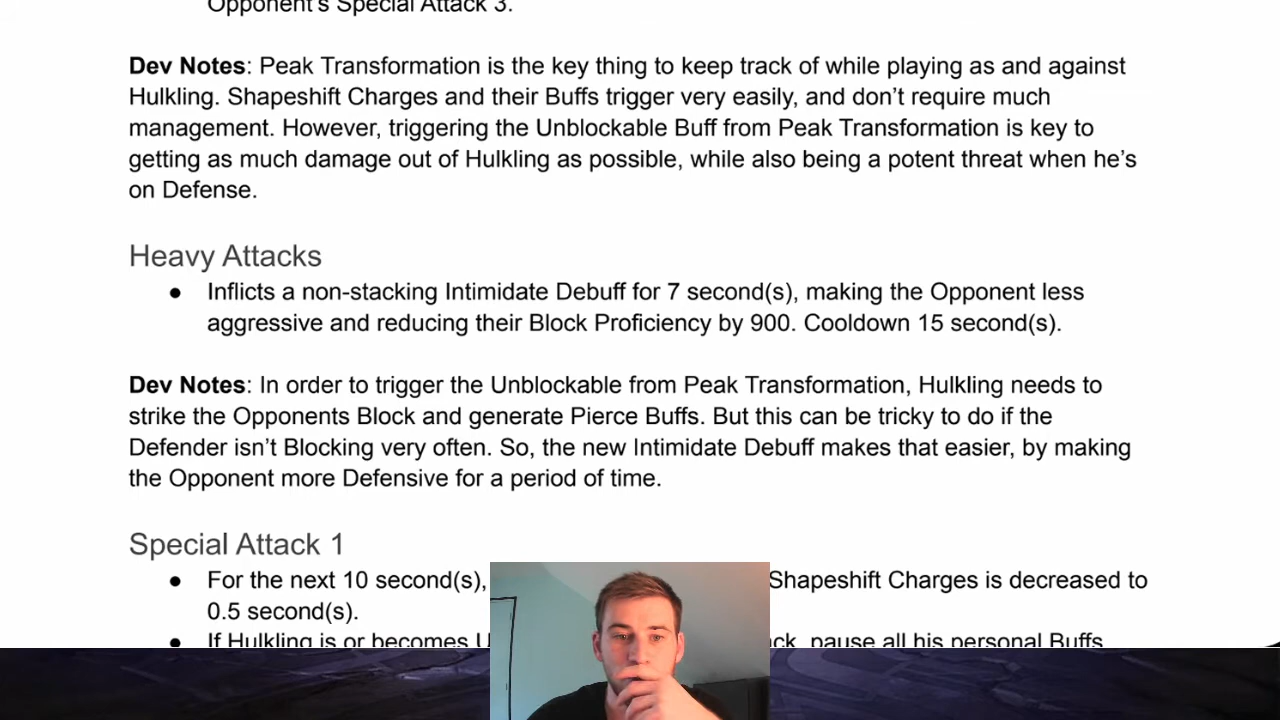 Opponent's Special Attack 3.
Dev Notes: Peak Transformation is the key thing to keep track of while playing as and against
Hulkling. Shapeshift Charges and their Buffs trigger very easily, and don't require much
management. However, triggering the Unblockable Buff from Peak Transformation is key to
getting as much damage out of Hulkling as possible, while also being a potent threat when he's
on Defense.
Heavy Attacks
● Inflicts a non-stacking Intimidate Debuff for 7 second(s), making the Opponent less
aggressive and reducing their Block Proficiency by 900. Cooldown 15 second(s).
Dev Notes: In order to trigger the Unblockable from Peak Transformation, Hulkling needs to
strike the Opponents Block and generate Pierce Buffs. But this can be tricky to do if the
Defender isn't Blocking very often. So, the new Intimidate Debuff makes that easier, by making
the Opponent more Defensive for a period of time.
Special Attack 1
● For the next 10 second(s), Shapeshift Charges is decreased to
0.5 second(s).
● If Hulkling is or becomes pause all his personal Buffs